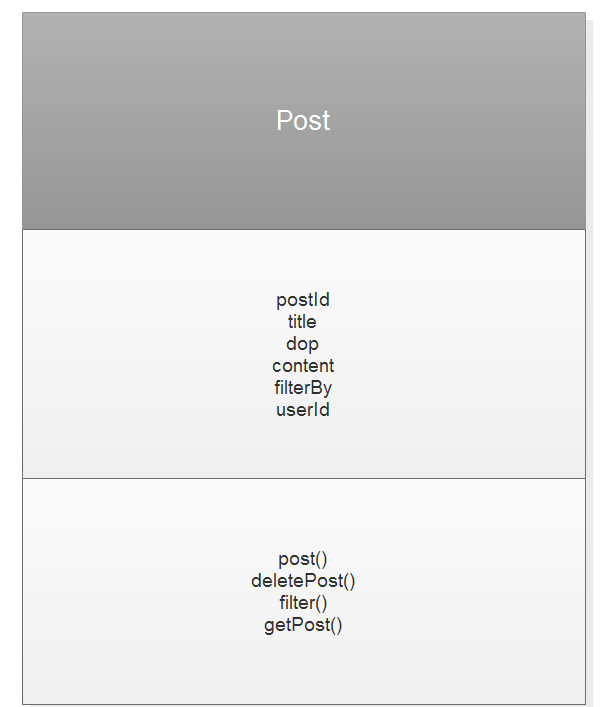 Post
postId
title
dop
content
filterBy
userId
post()
deletePost()
filter()
getPost()